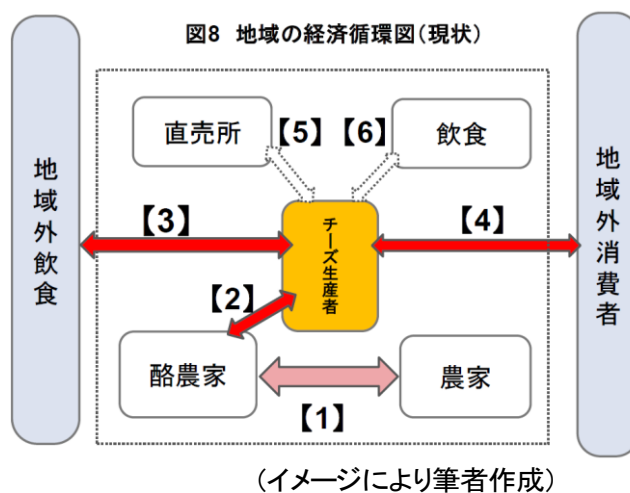 図8 地域の経済循環図(現状)
直売所
【5】
【6】
飲食
地域外飲食
【3】
チーズ生産者
【4】
地域外消費者
【2】
酪農家
【1】
農家
(イメージにより筆者作成)